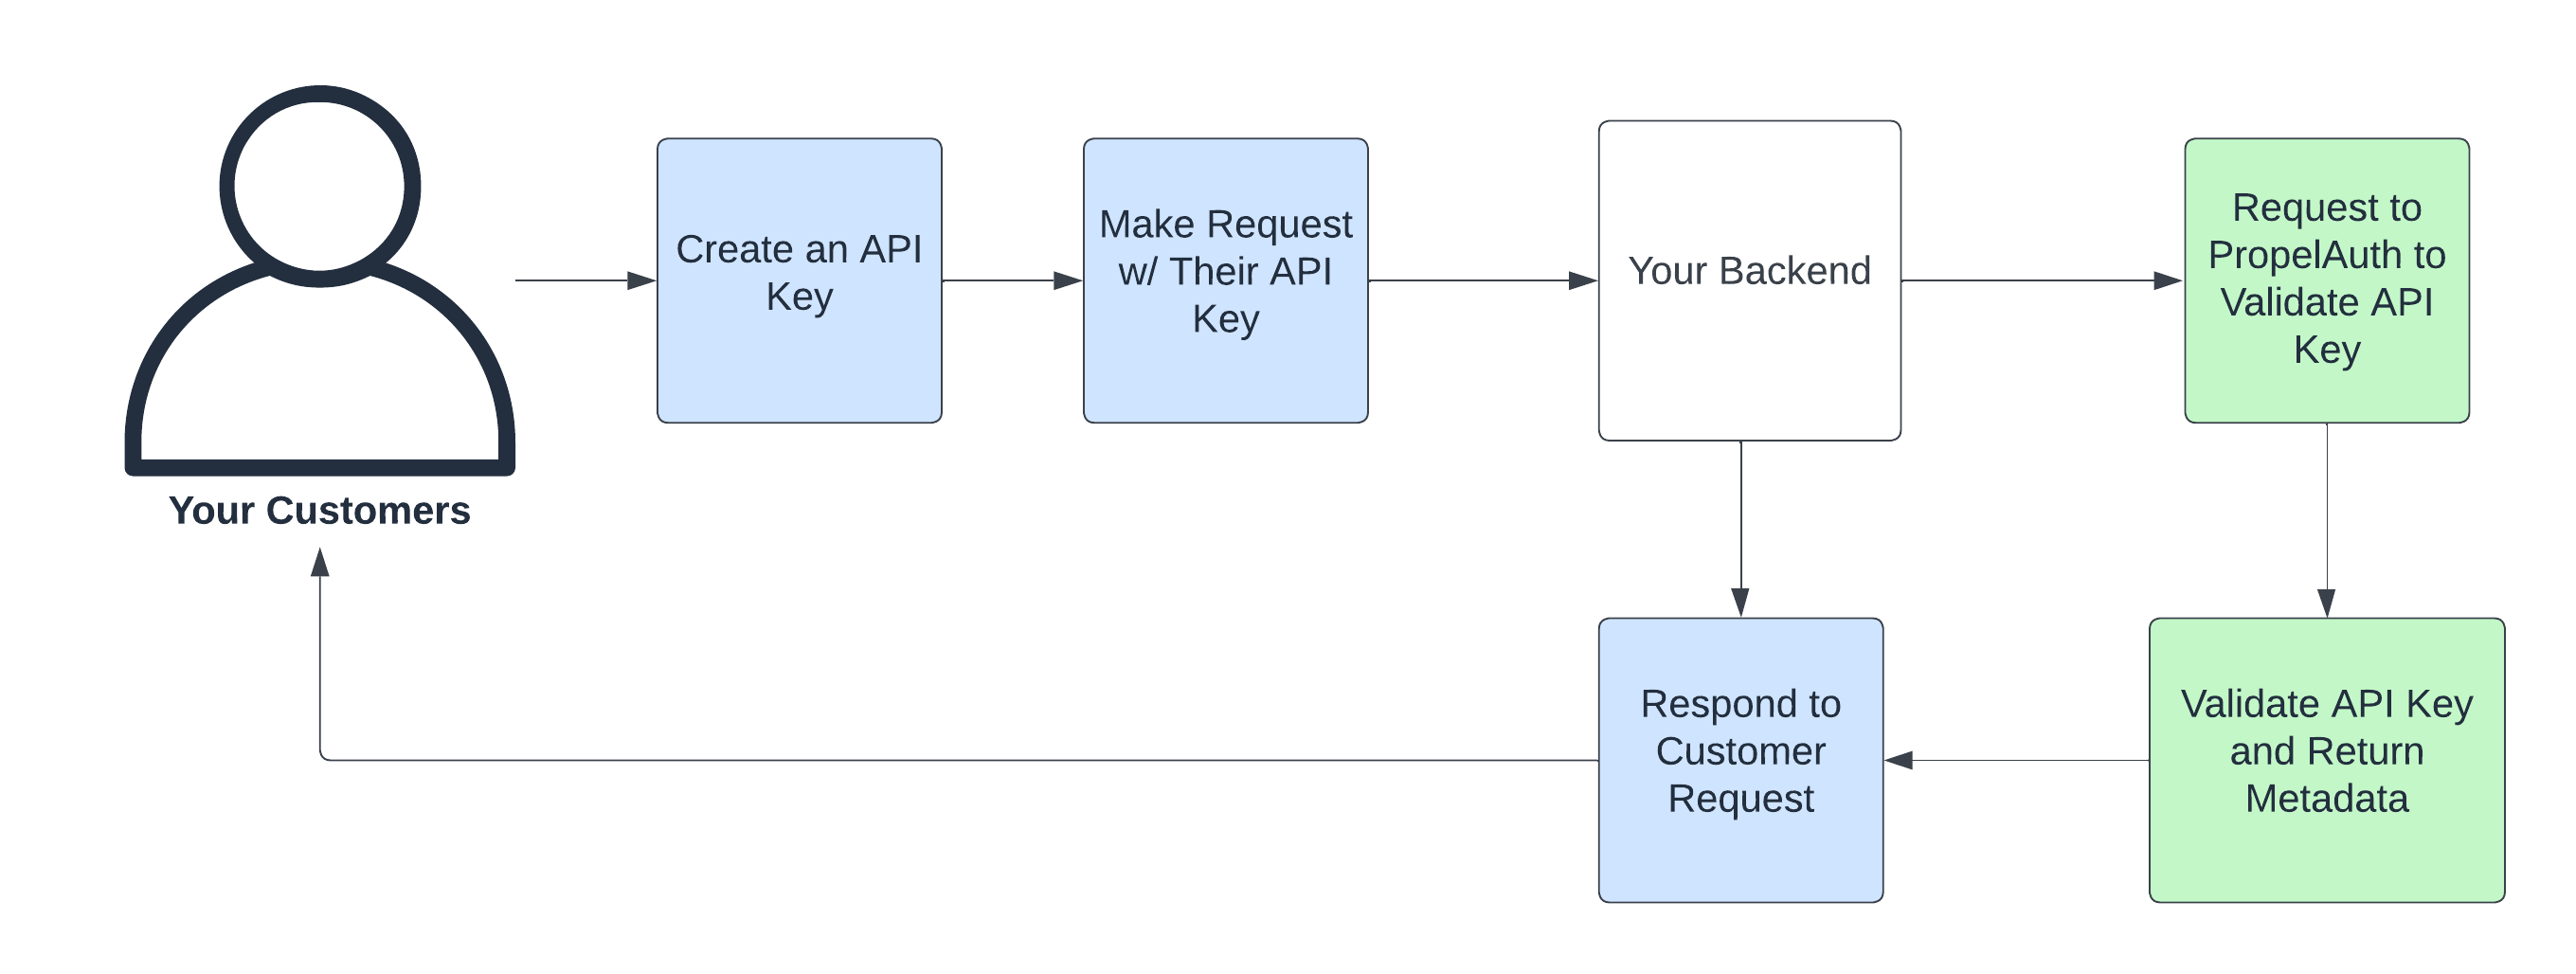 Your Customers
Create an API
Key
Make Request
w/ Their API
Key
Your Backend
Request to
PropelAuth to
Validate API
Key
Respond to
Customer
Request
Validate API Key
and Return
Metadata